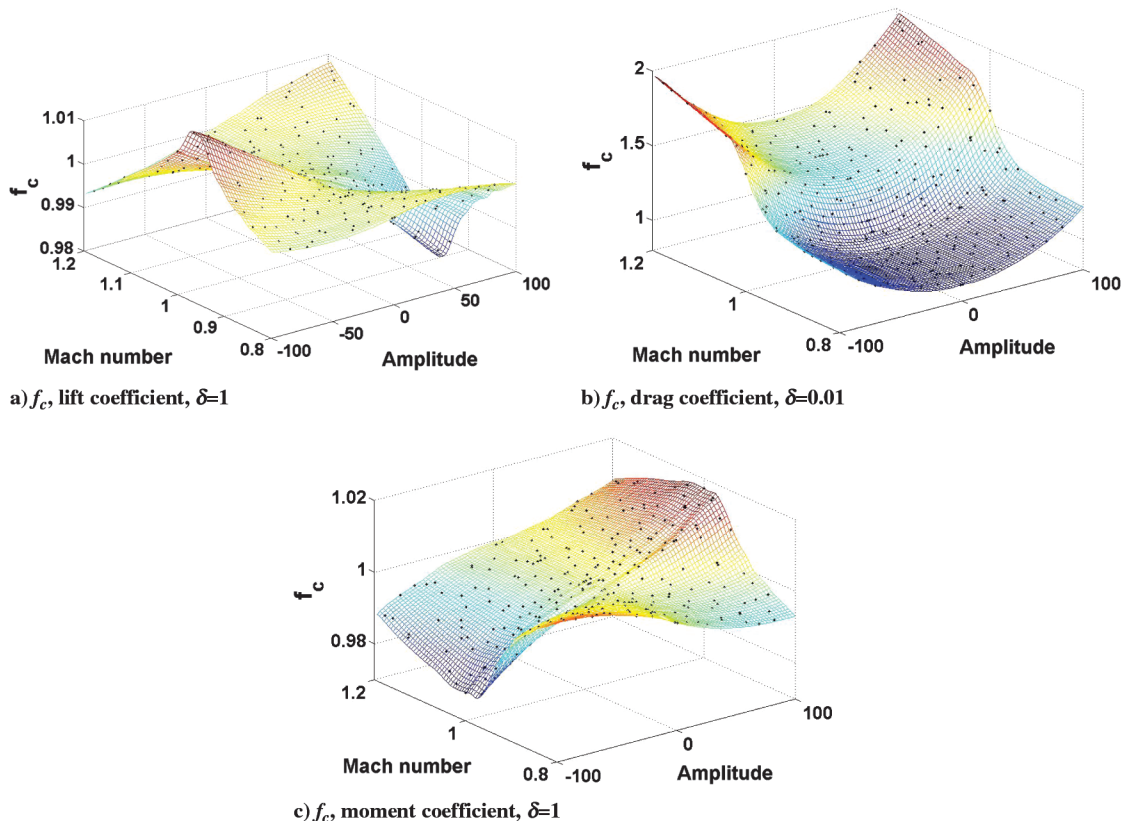 1.01
1
0.99
0.98
f_c
1.2
1.1
1
0.9
0.8
Mach number
-100
-50
0
50
100
Amplitude
a) f_c, lift coefficient, δ=1
2
1.5
1
f_c
1.2
1
0.8
Mach number
-100
0
100
Amplitude
b) f_c, drag coefficient, δ=0.01
1.02
1
0.98
f_c
1.2
1
0.8
Mach number
-100
0
100
Amplitude
c) f_c, moment coefficient, δ=1